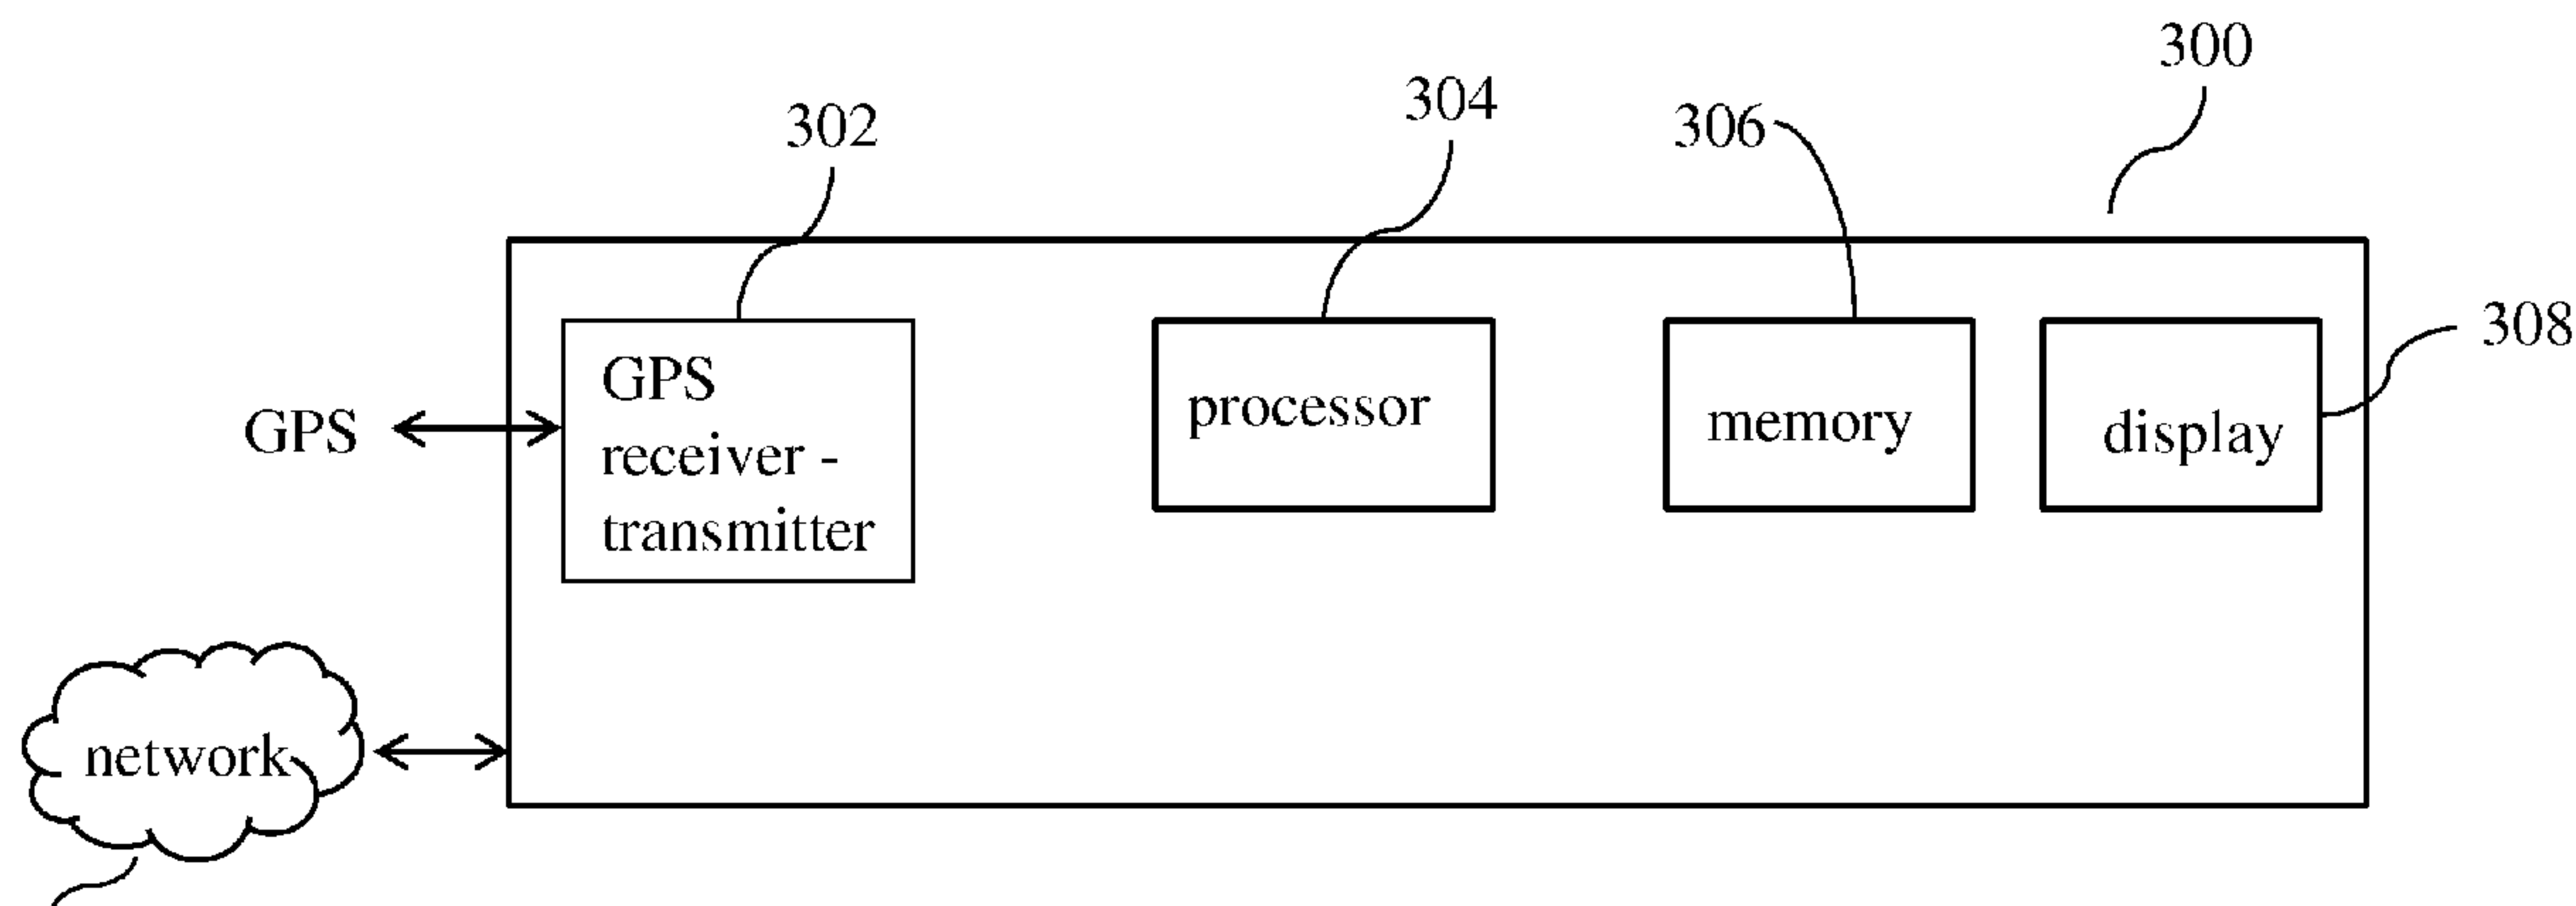 300
304
302
306
308
GPS
receiver -
transmitter
processor
memory
display
GPS
network